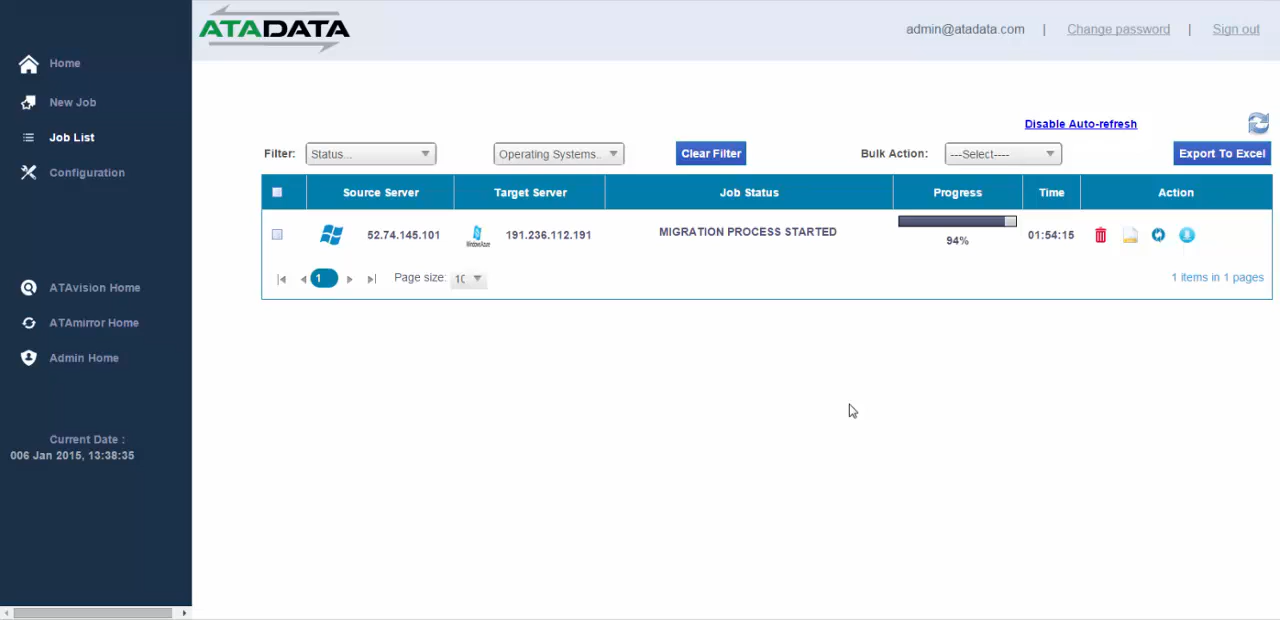 ATADATA
admin@atadata.com | Change password | Sign out
Home
New Job
Job List
Configuration
ATAvision Home
ATAmirror Home
Admin Home
Current Date :
006 Jan 2015, 13:38:35
Disable Auto-refresh
Filter: Status... Operating Systems.. Clear Filter Bulk Action: ---Select---- Export To Excel
Source Server Target Server Job Status Progress Time Action
52.74.145.101 191.236.112.191 MIGRATION PROCESS STARTED 94% 01:54:15
1 Page size: 10 1 items in 1 pages